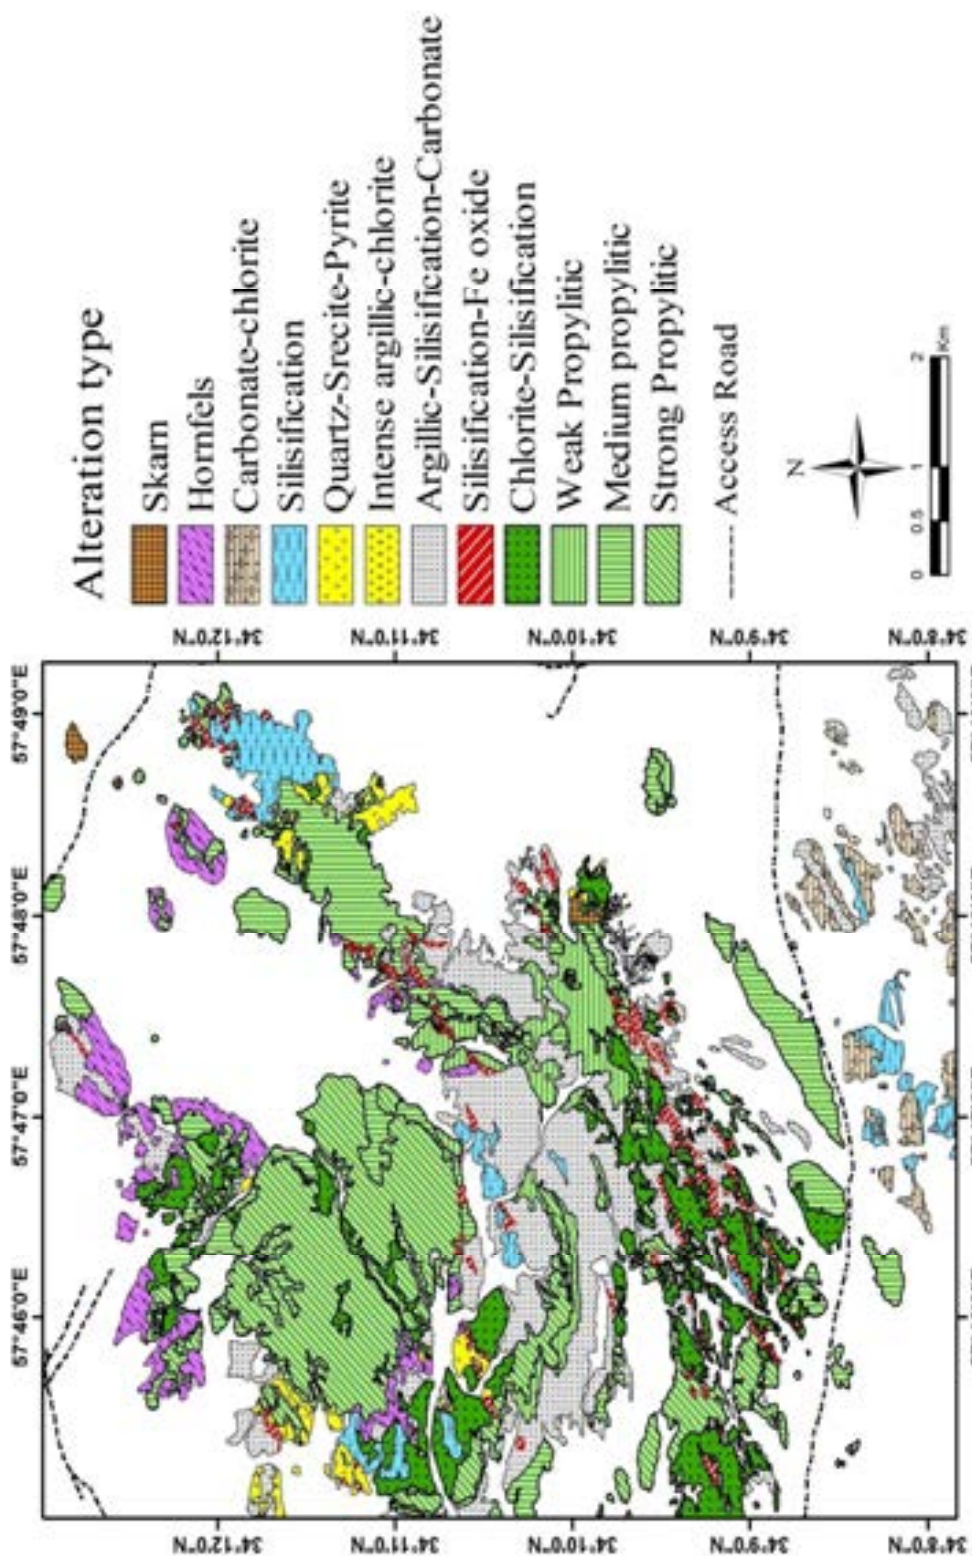 57°46'0"E
57°47'0"E
57°48'0"E
57°49'0"E
34°12'0"N
34°11'0"N
34°10'0"N
34°9'0"N
34°8'0"N
34°12'0"N
34°11'0"N
34°10'0"N
34°9'0"N
34°8'0"N
Alteration type
Skarn
Hornfels
Carbonate-chlorite
Silisification
Quartz-Srecite-Pyrite
Intense argillic-chlorite
Argillic-Silisification-Carbonate
Silisification-Fe oxide
Chlorite-Silisification
Weak Propylitic
Medium propylitic
Strong Propylitic
Access Road
N
0 0.5 1 2
Km